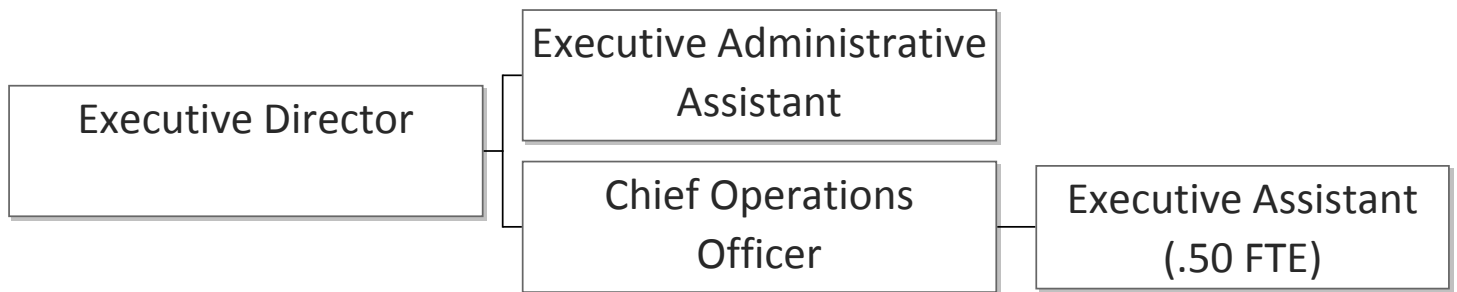 Executive Director
Executive Administrative
Assistant
Chief Operations
Officer
Executive Assistant
(.50 FTE)